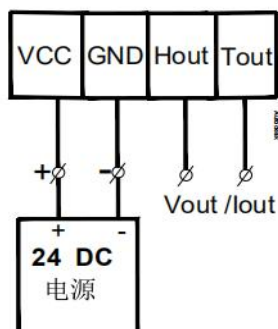 VCC GND Hout Tout
+ -
Vout /Iout
+ -
24 DC
电源